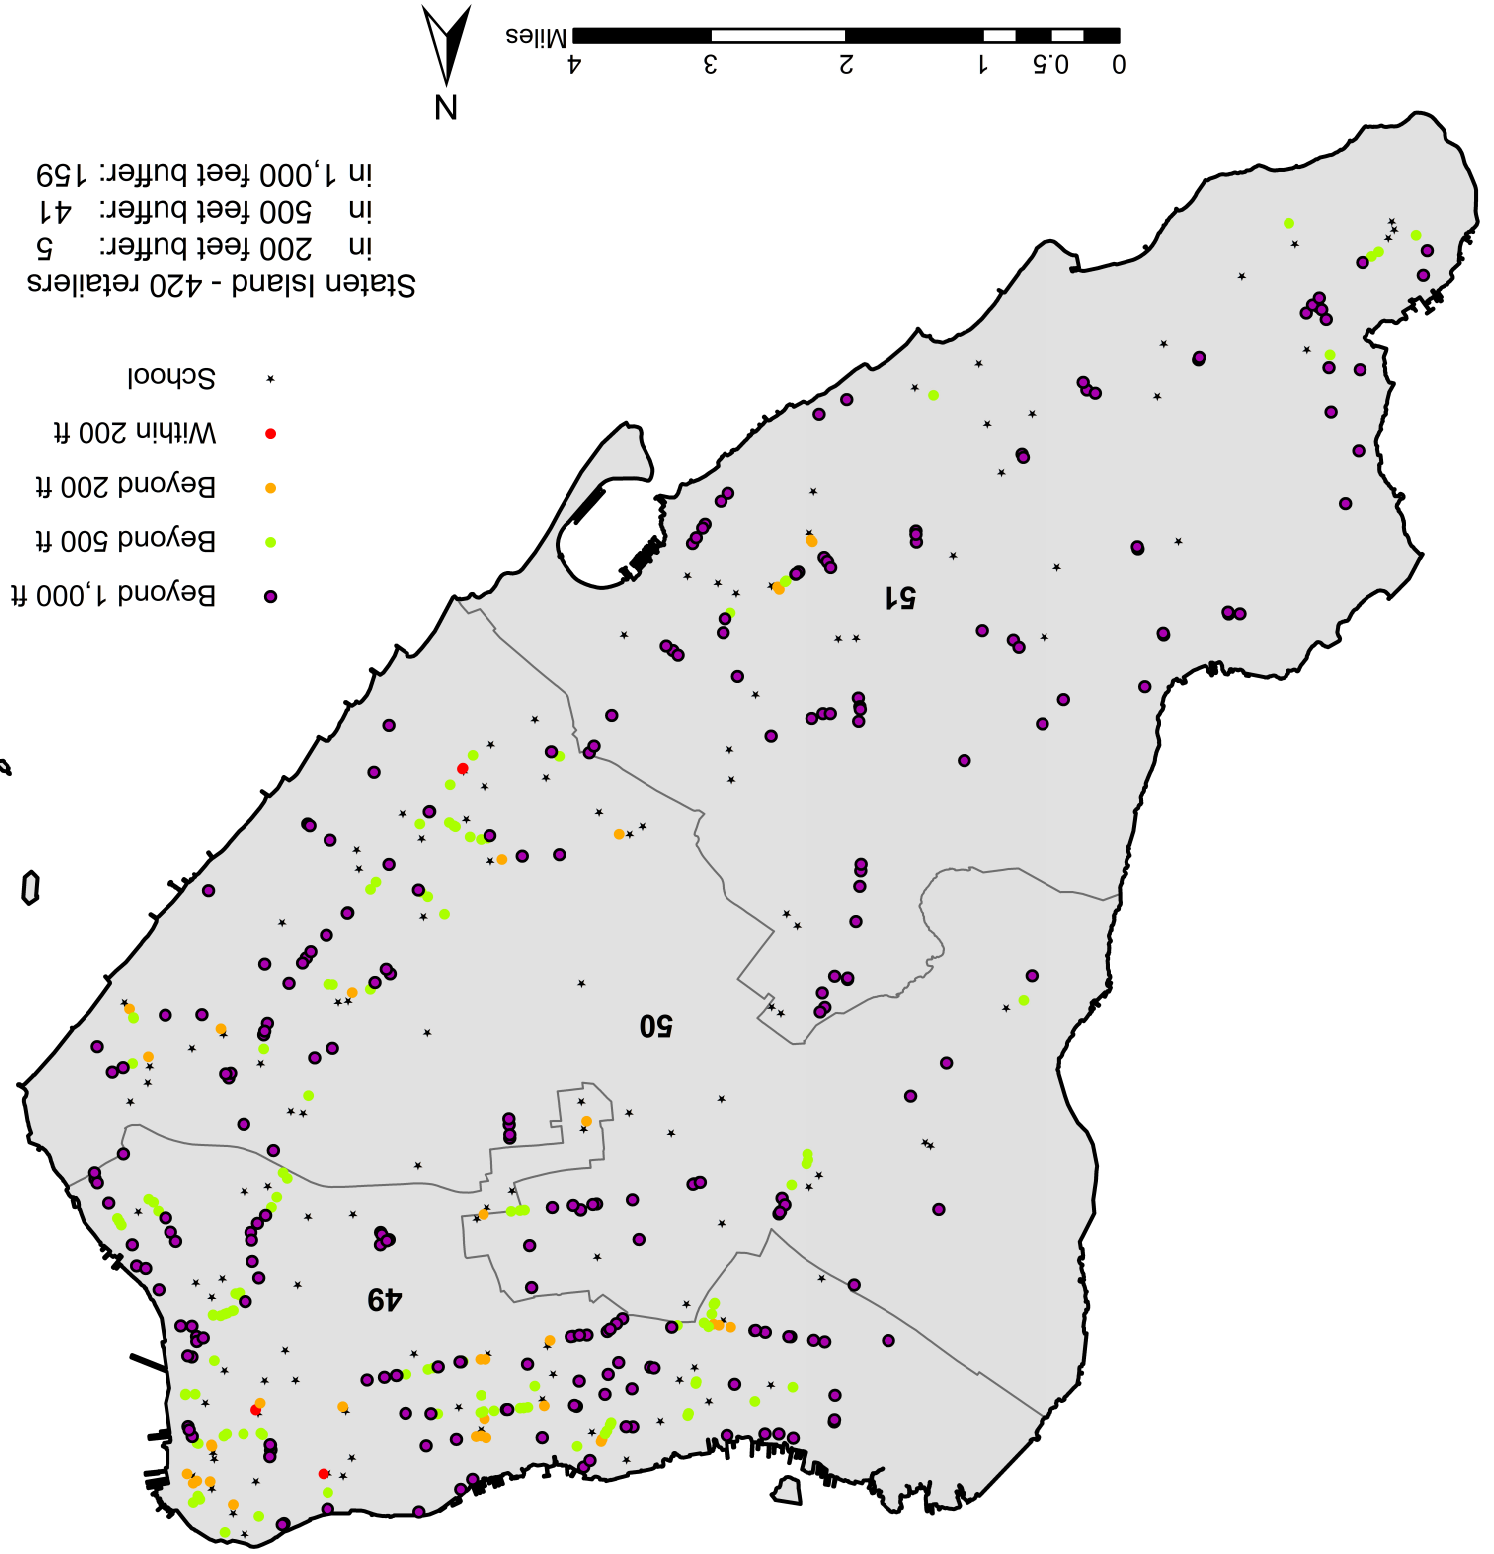 49
50
51
Beyond 1,000 ft
Beyond 500 ft
Beyond 200 ft
Within 200 ft
School
Staten Island - 420 retailers
in 200 feet buffer: 5
in 500 feet buffer: 41
in 1,000 feet buffer: 159
N
0 0.5 1 2 3 4
Miles